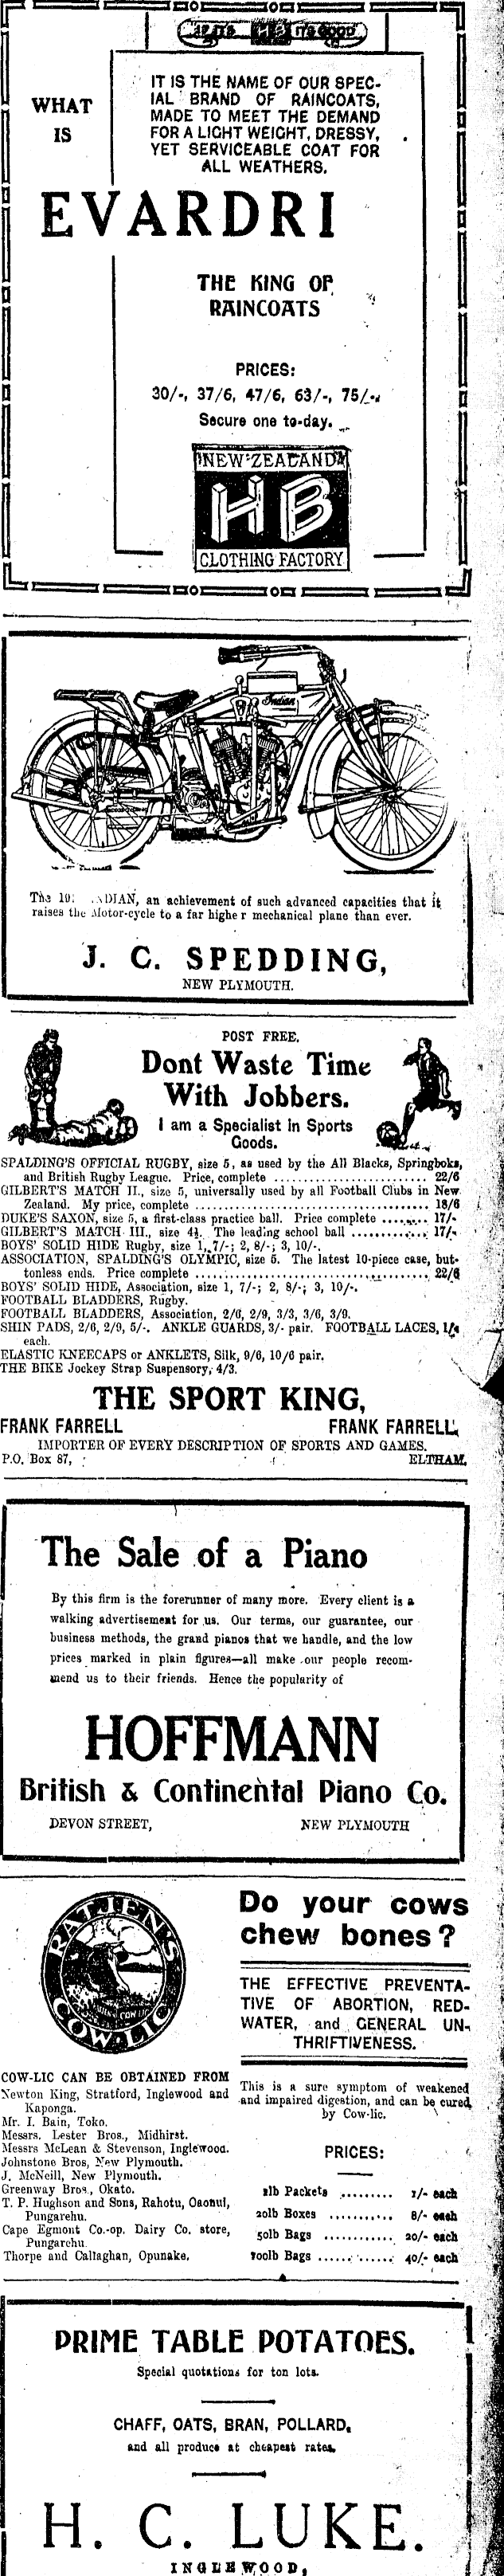 IF IT'S HB IT'S GOOD
WHAT
IS
IT IS THE NAME OF OUR SPEC-
IAL BRAND OF RAINCOATS,
MADE TO MEET THE DEMAND
FOR A LIGHT WEIGHT, DRESSY,
YET SERVICEABLE COAT FOR
ALL WEATHERS.
EVARDRI
THE KING OF
RAINCOATS
PRICES:
30/-, 37/6, 47/6, 63/-, 75/-.
Secure one to-day.
NEW ZEALAND
HB
CLOTHING FACTORY
Indian
The 19 DIAN, an achievement of such advanced capacities that it
raises the Motor-cycle to a far highe r mechanical plane than ever.
J. C. SPEDDING,
NEW PLYMOUTH.
POST FREE.
Dont Waste Time
With Jobbers.
I am a Specialist in Sports
Goods.
SPALDING'S OFFICIAL RUGBY, size 5, as used by the All Blacks, Springboks,
and British Rugby League. Price, complete .......... 22/6
GILBERT'S MATCH II., size 5, universally used by all Football Clubs in New
Zealand. My price, complete .......... 18/6
DUKE'S SAXON, size 5, a first-class practice ball. Price complete ........ 17/-
GILBERT'S MATCH III., size 4½. The leading school ball .......... 17/-
BOYS' SOLID HIDE Rugby, size 1, 7/-; 2, 8/-; 3, 10/-.
ASSOCIATION, SPALDING'S OLYMPIC, size 5. The latest 10-piece case, but-
tonless ends. Price complete .......... 22/6
BOYS' SOLID HIDE, Association, size 1, 7/-; 2, 8/-; 3, 10/-.
FOOTBALL BLADDERS, Rugby.
FOOTBALL BLADDERS, Association, 2/6, 2/9, 3/3, 3/6, 3/9.
SHIN PADS, 2/6, 2/9, 5/-. ANKLE GUARDS, 3/- pair. FOOTBALL LACES,
each.
ELASTIC KNEECAPS or ANKLETS, Silk, 9/6, 10/6 pair.
THE BIKE Jockey Strap Suspensory, 4/3.
THE SPORT KING,
FRANK FARRELL FRANK FARRELL,
IMPORTER OF EVERY DESCRIPTION OF SPORTS AND GAMES.
P.O. Box 87, ELTHAM.
The Sale of a Piano
By this firm is the forerunner of many more. Every client is a
walking advertisement for us. Our terms, our guarantee, our
business methods, the grand pianos that we handle, and the low
prices marked in plain figures—all make our people recom-
mend us to their friends. Hence the popularity of
HOFFMANN
British & Continental Piano Co.
DEVON STREET, NEW PLYMOUTH
RATJEN'S
COW-LIC
COW-LIC CAN BE OBTAINED FROM
Newton King, Stratford, Inglewood and
Kaponga.
Mr. I. Bain, Toko.
Messrs. Lester Bros., Midhirst.
Messrs McLean & Stevenson, Inglewood.
Johnstone Bros, New Plymouth.
J. McNeill, New Plymouth.
Greenway Bros., Okato.
T. P. Hughson and Sons, Rahotu, Oaonui,
Pungarehu.
Cape Egmont Co.-op. Dairy Co. store,
Pungarehu.
Thorpe and Callaghan, Opunake.
Do your cows
chew bones?
THE EFFECTIVE PREVENTA-
TIVE OF ABORTION, RED-
WATER, and GENERAL UN-
THRIFTIVENESS.
This is a sure symptom of weakened
and impaired digestion, and can be cured
by Cow-lic.
PRICES:
2lb Packets ......... 1/- each
20lb Boxes .......... 8/- each
50lb Bags ........... 20/- each
100lb Bags .......... 40/- each
PRIME TABLE POTATOES.
Special quotations for ton lots.
CHAFF, OATS, BRAN, POLLARD,
and all produce at cheapest rates.
H. C. LUKE.
INGLEWOOD,